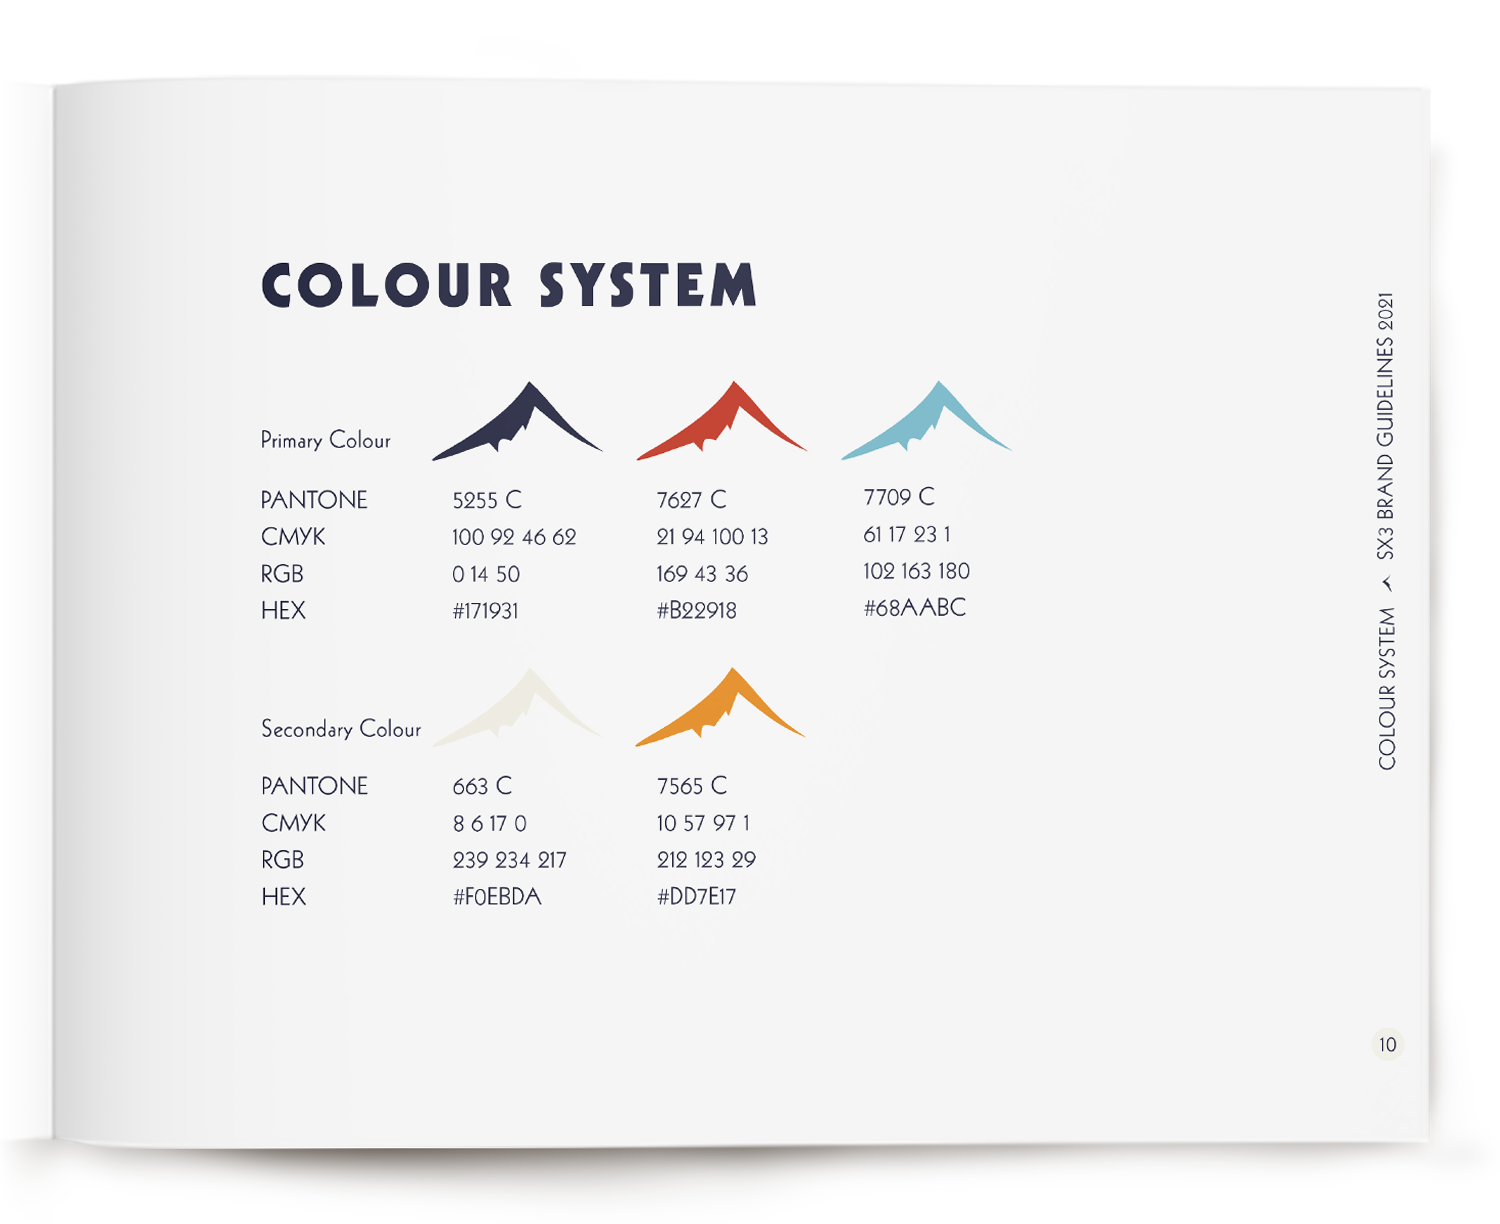 COLOUR SYSTEM
Primary Colour
PANTONE 5255 C 7627 C 7709 C
CMYK 100 92 46 62 21 94 100 13 61 17 23 1
RGB 0 14 50 169 43 36 102 163 180
HEX #171931 #B22918 #68AABC
Secondary Colour
PANTONE 663 C 7565 C
CMYK 8 6 17 0 10 57 97 1
RGB 239 234 217 212 123 29
HEX #F0EBDA #DD7E17
COLOUR SYSTEM SX3 BRAND GUIDELINES 2021
10